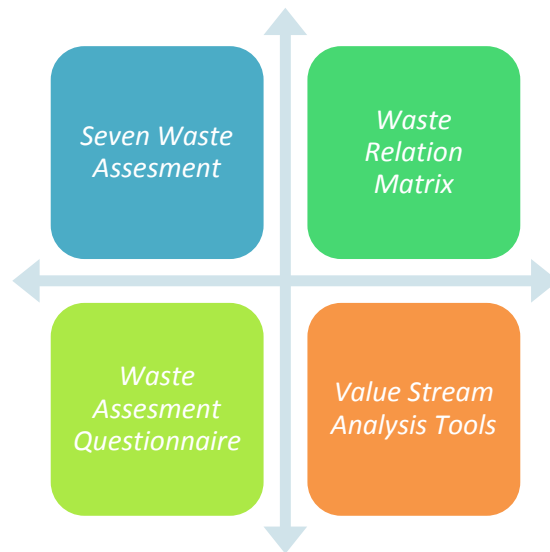 Seven Waste
Assesment
Waste
Relation
Matrix
Waste
Assesment
Questionnaire
Value Stream
Analysis Tools